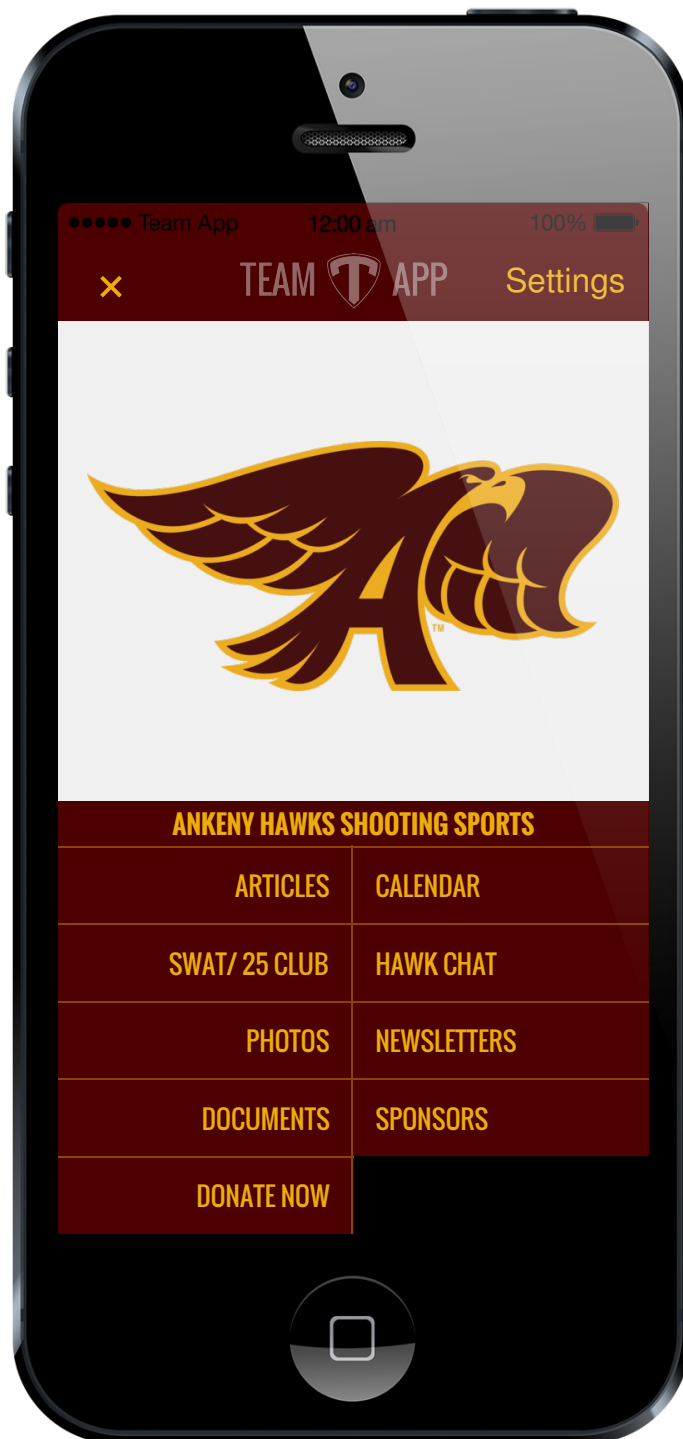 Team App 12:00 am 100%
× TEAM T APP Settings
A
TM
ANKENY HAWKS SHOOTING SPORTS
ARTICLES CALENDAR
SWAT/ 25 CLUB HAWK CHAT
PHOTOS NEWSLETTERS
DOCUMENTS SPONSORS
DONATE NOW